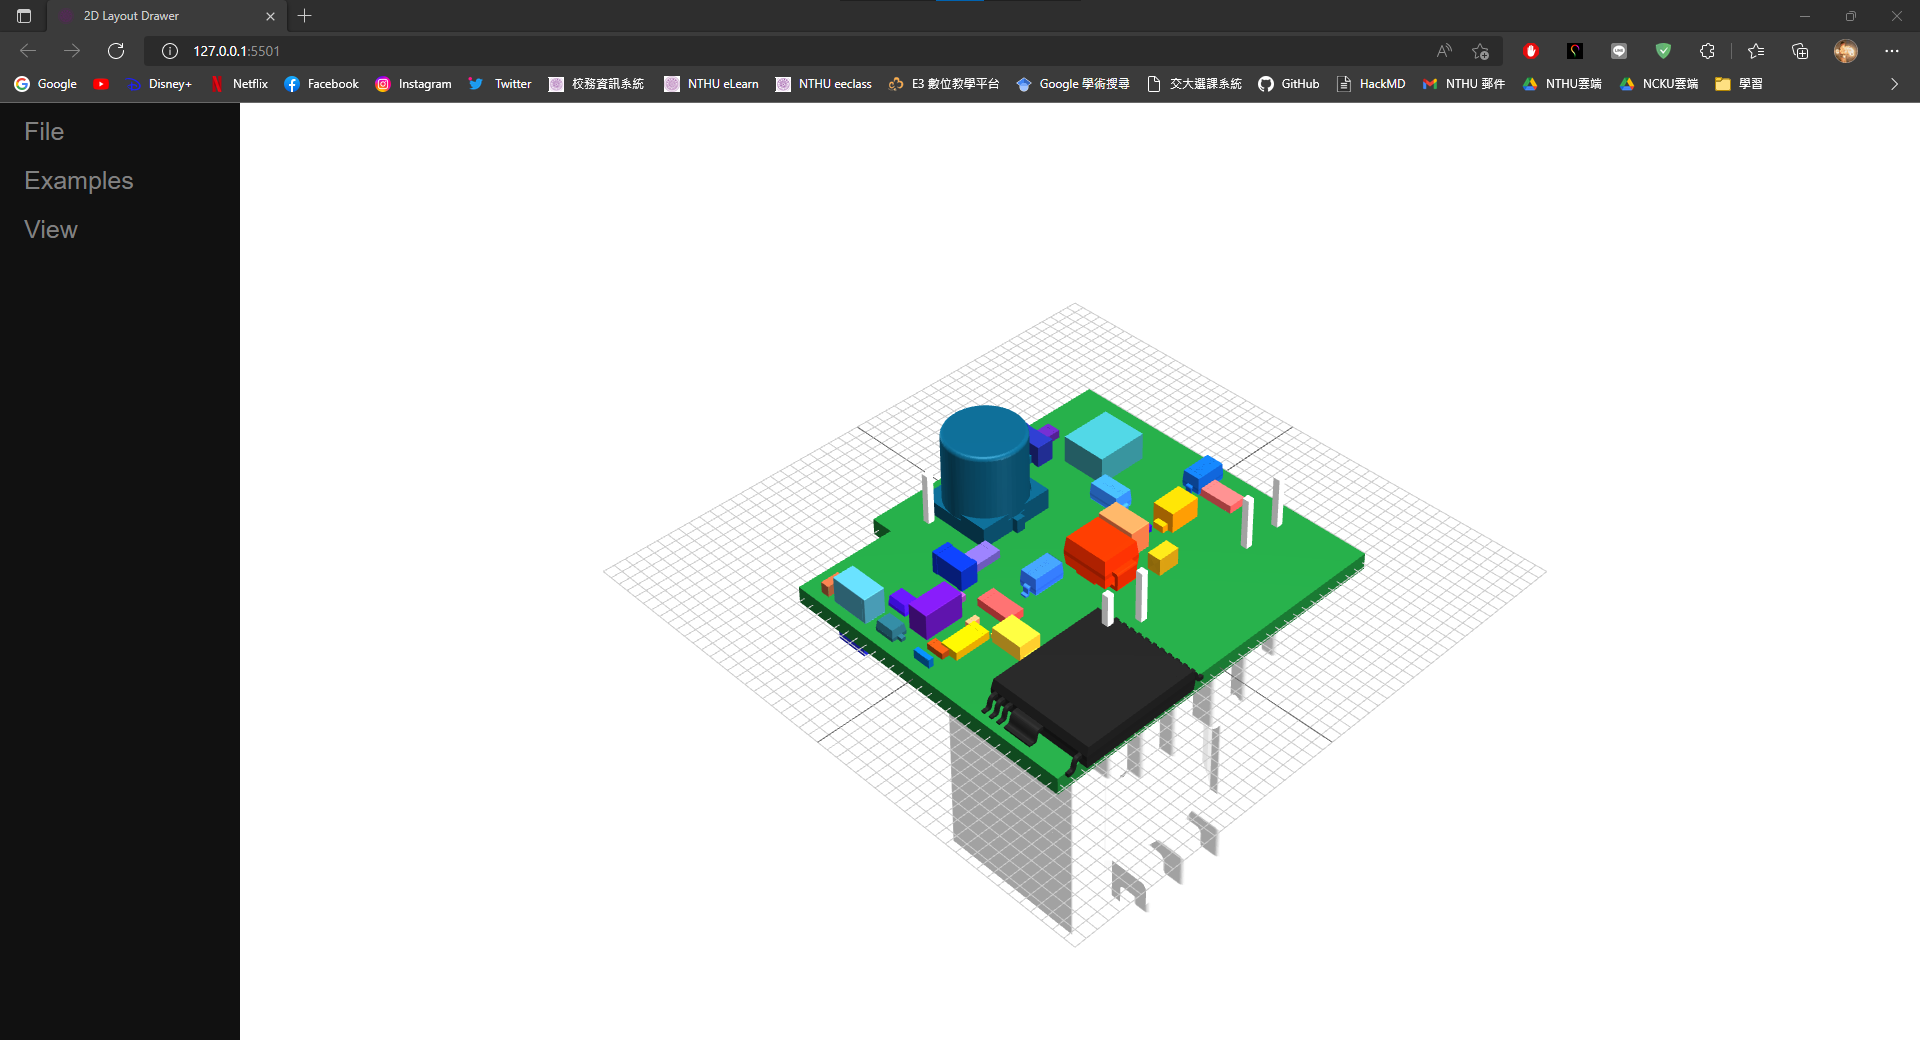 2D Layout Drawer
127.0.0.1:5501
Google
Disney+
Netflix
Facebook
Instagram
Twitter
校務資訊系統
NTHU eLearn
NTHU eeclass
E3 數位教學平台
Google 學術搜尋
交大選課系統
GitHub
HackMD
NTHU 郵件
NTHU雲端
NCKU雲端
學習
File
Examples
View